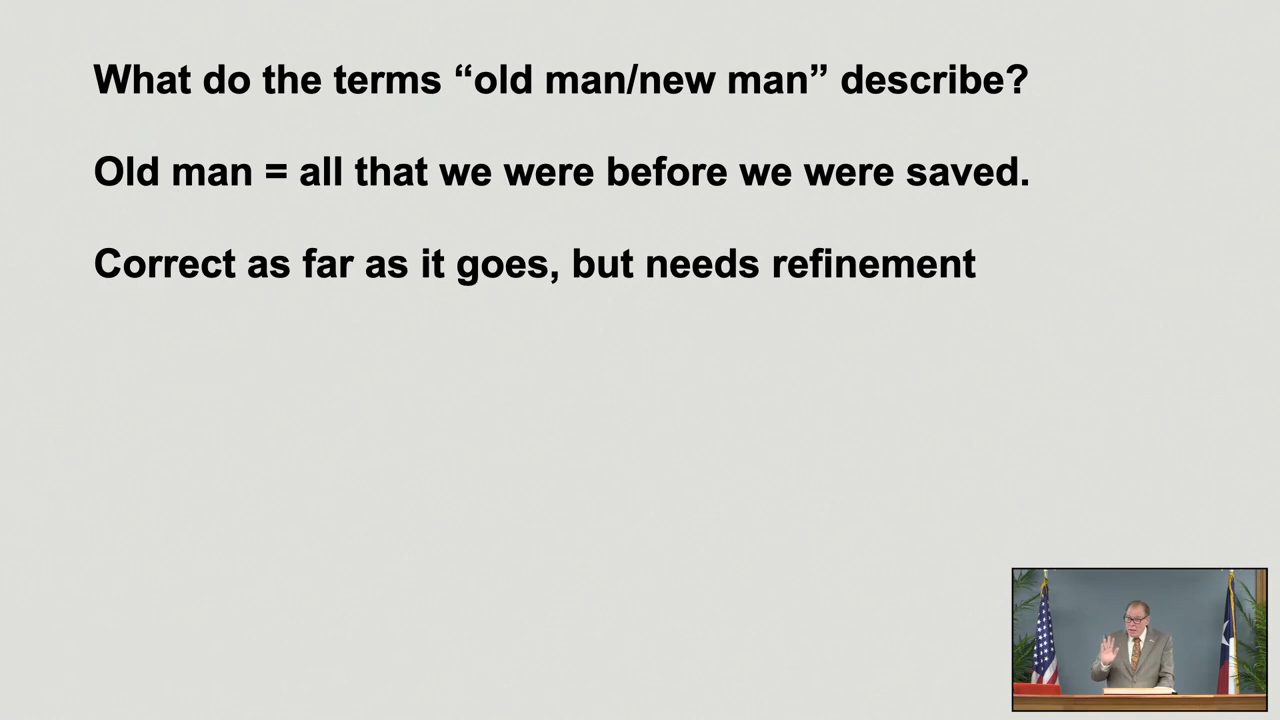 What do the terms “old man/new man” describe?
Old man = all that we were before we were saved.
Correct as far as it goes, but needs refinement